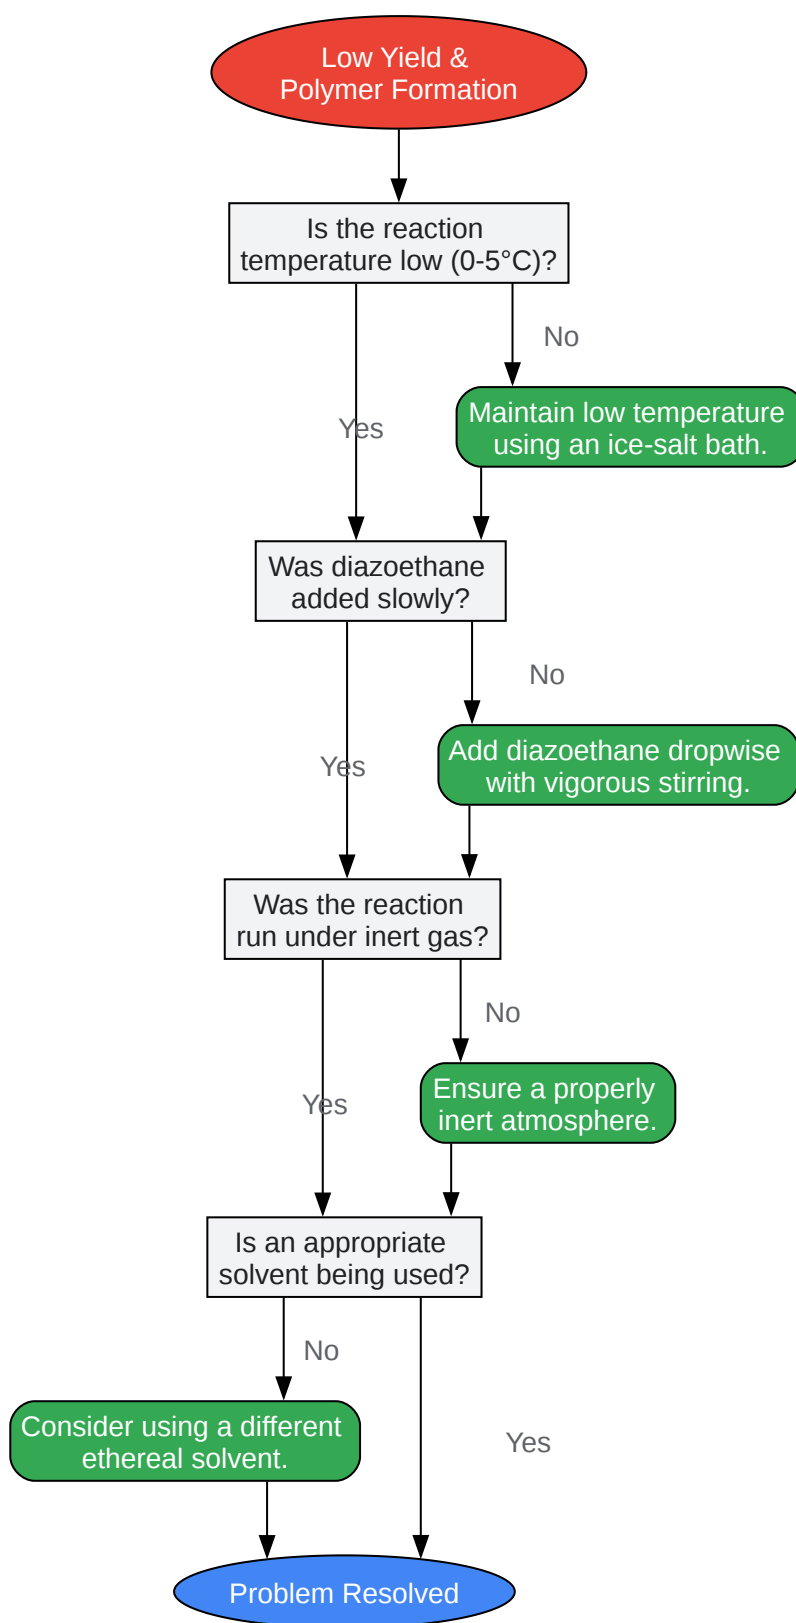 Low Yield &
Polymer Formation
Is the reaction
temperature low (0-5°C)?
No
Maintain low temperature
using an ice-salt bath.
Yes
Was diazoethane
added slowly?
No
Add diazoethane dropwise
with vigorous stirring.
Yes
Was the reaction
run under inert gas?
No
Ensure a properly
inert atmosphere.
Yes
Is an appropriate
solvent being used?
No
Consider using a different
ethereal solvent.
Yes
Problem Resolved